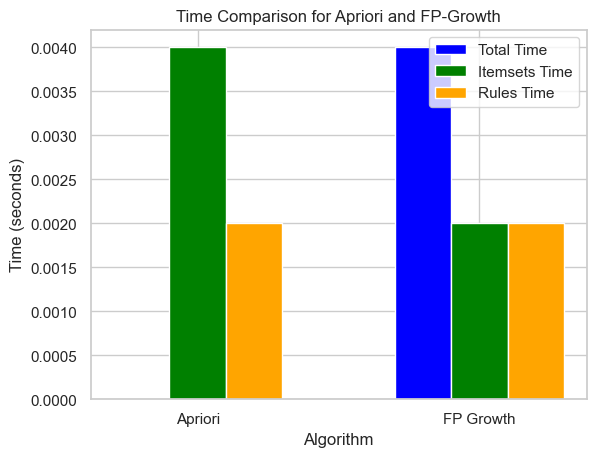 Time Comparison for Apriori and FP-Growth
Total Time
Itemsets Time
Rules Time
Time (seconds)
0.0040
0.0035
0.0030
0.0025
0.0020
0.0015
0.0010
0.0005
0.0000
Apriori
FP Growth
Algorithm